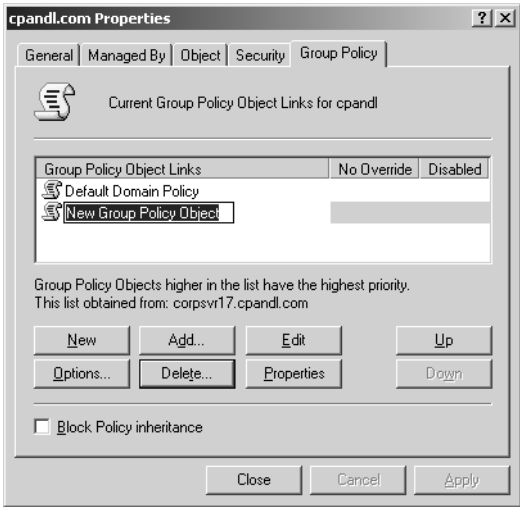 cpandl.com Properties
General Managed By Object Security Group Policy
Current Group Policy Object Links for cpandl
Group Policy Object Links No Override Disabled
Default Domain Policy
New Group Policy Object
Group Policy Objects higher in the list have the highest priority.
This list obtained from: corpsvr17.cpandl.com
New Add... Edit Up
Options... Delete... Properties Down
Block Policy inheritance
Close Cancel Apply